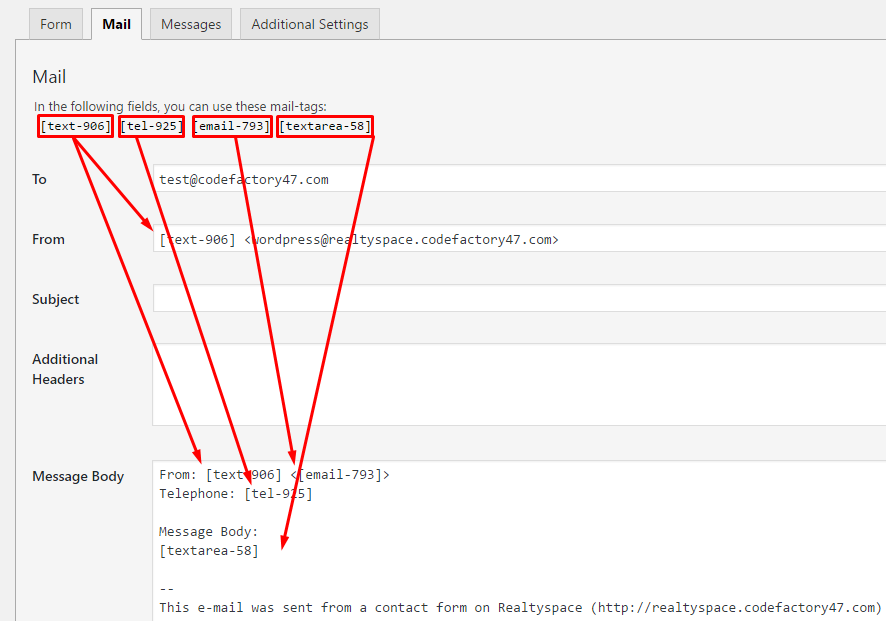 Form Mail Messages Additional Settings
Mail
In the following fields, you can use these mail-tags:
[text-906] [tel-925] [email-793] [textarea-58]
To test@codefactory47.com
From [text-906] <wordpress@realtyspace.codefactory47.com>
Subject
Additional
Headers
Message Body
From: [text-906] <[email-793]>
Telephone: [tel-925]
Message Body:
[textarea-58]
--
This e-mail was sent from a contact form on Realtyspace (http://realtyspace.codefactory47.com)